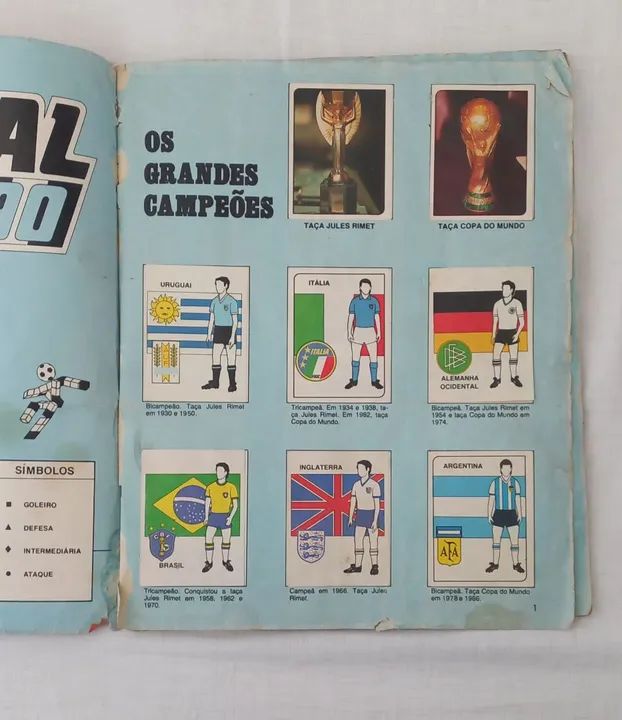 AL
90
SÍMBOLOS
GOLEIRO
DEFESA
INTERMEDIÁRIA
ATAQUE
OS
GRANDES
CAMPEÕES
TAÇA JULES RIMET
TAÇA COPA DO MUNDO
URUGUAI
Bicampeão. Taça Jules Rimet
em 1930 e 1950.
ITÁLIA
ITALIA
Tricampeã. Em 1934 e 1938, ta-
ça Jules Rimet. Em 1982, taça
Copa do Mundo.
ALEMANHA
OCIDENTAL
Bicampeã. Taça Jules Rimet em
1954 e taça Copa do Mundo em
1974.
BRASIL
Tricampeão. Conquistou a taça
Jules Rimet em 1958, 1962 e
1970.
INGLATERRA
Campeã em 1966. Taça Jules
Rimet.
ARGENTINA
AFA
Bicampeã. Taça Copa do Mundo
em 1978 e 1986.
1